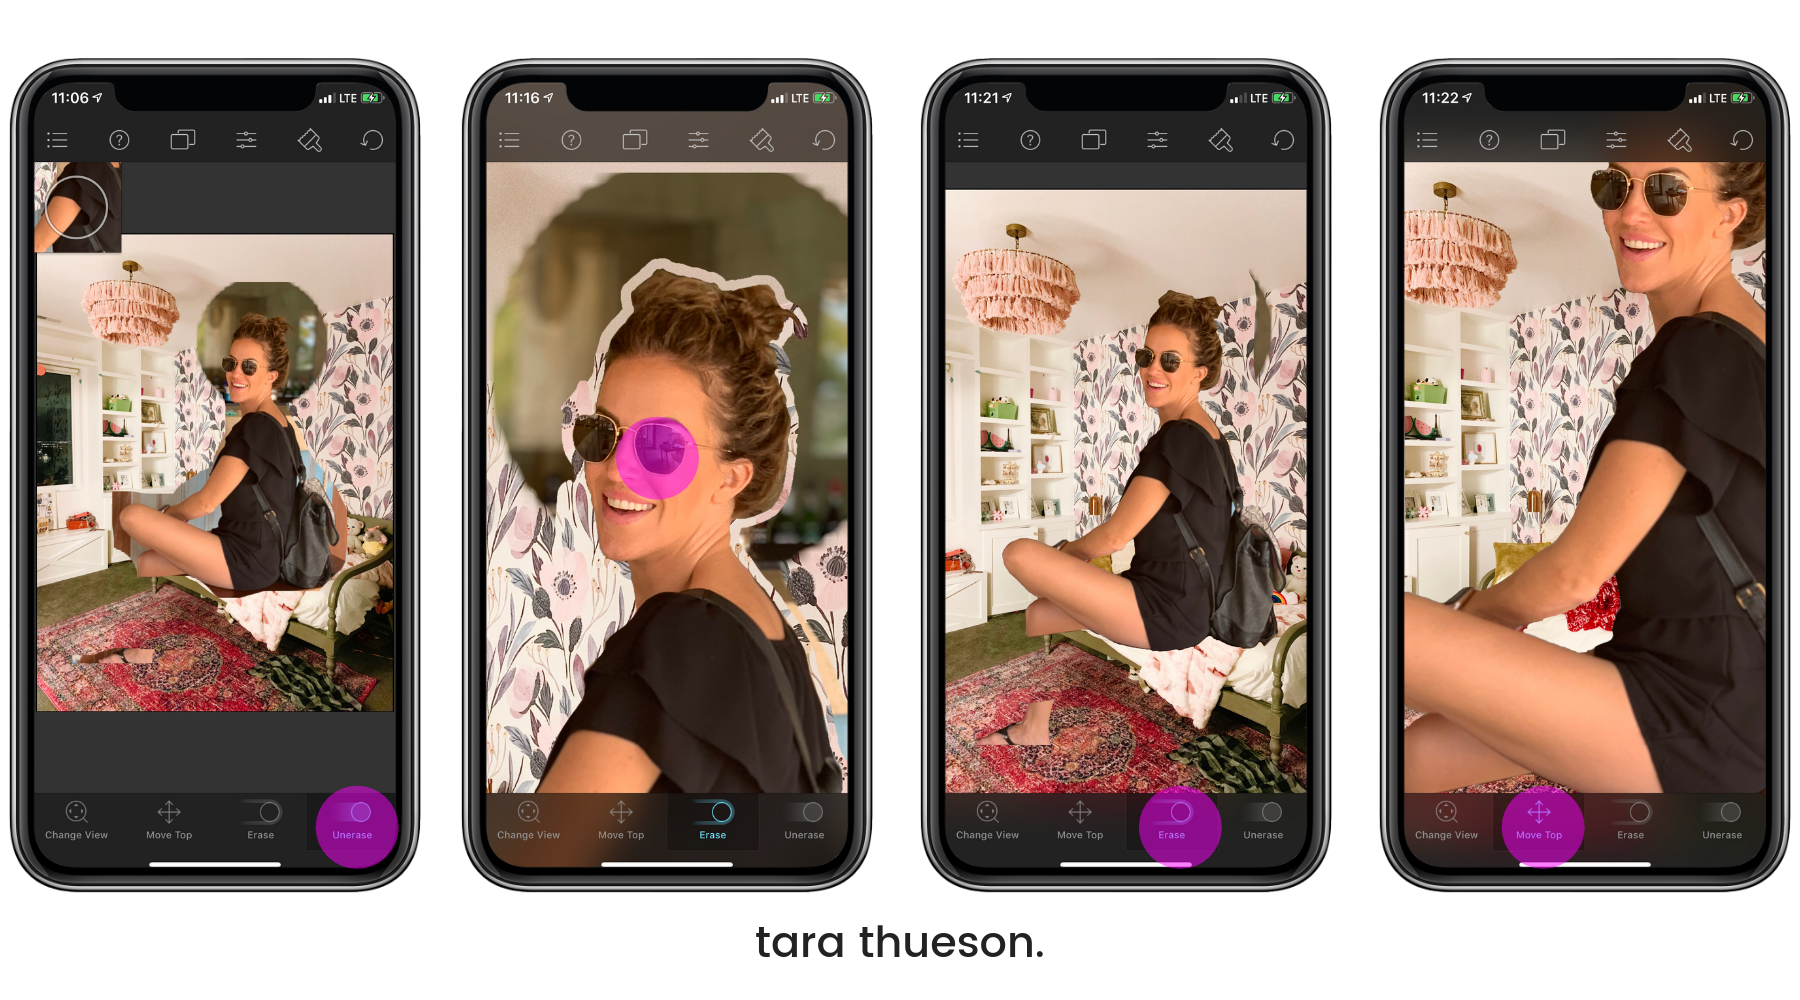 11:06 LTE
Change View Move Top Erase Unerase
11:16 LTE
Change View Move Top Erase Unerase
11:21 LTE
Change View Move Top Erase Unerase
11:22 LTE
Change View Move Top Erase Unerase
tara thueson.